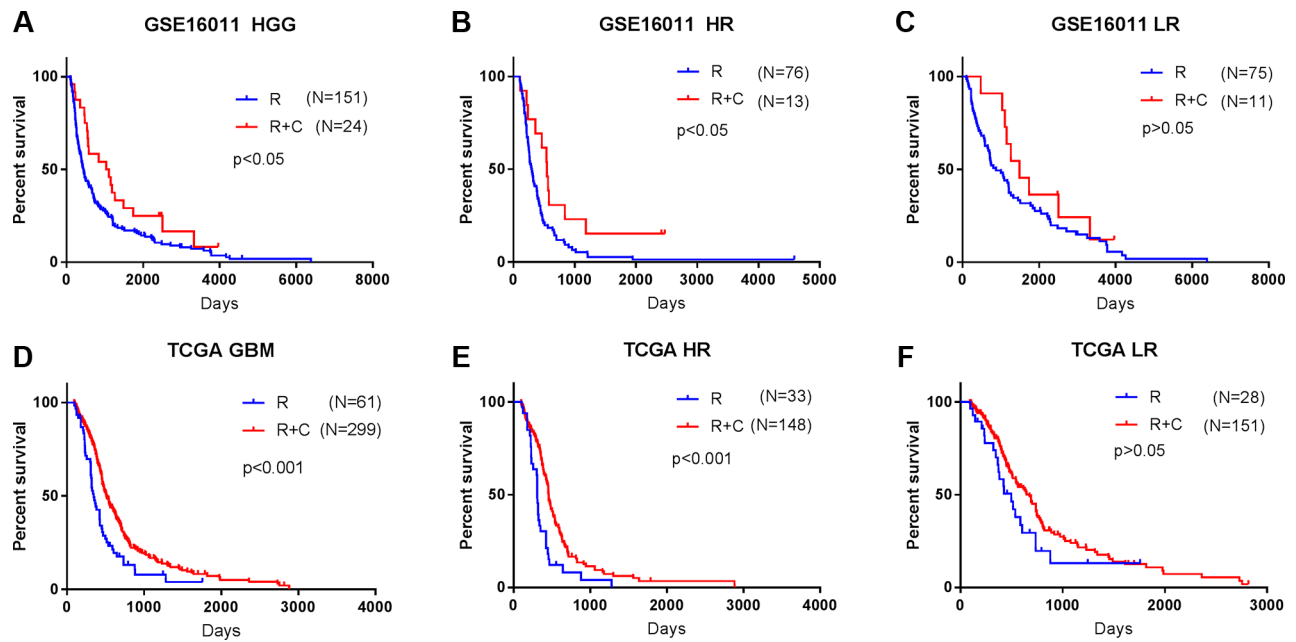 A
GSE16011 HGG
Percent survival
100
50
0
R (N=151)
R+C (N=24)
p<0.05
0 2000 4000 6000 8000
Days
B
GSE16011 HR
Percent survival
100
50
0
R (N=76)
R+C (N=13)
p<0.05
0 1000 2000 3000 4000 5000
Days
C
GSE16011 LR
Percent survival
100
50
0
R (N=75)
R+C (N=11)
p>0.05
0 2000 4000 6000 8000
Days
D
TCGA GBM
Percent survival
100
50
0
R (N=61)
R+C (N=299)
p<0.001
0 1000 2000 3000 4000
Days
E
TCGA HR
Percent survival
100
50
0
R (N=33)
R+C (N=148)
p<0.001
0 1000 2000 3000 4000
Days
F
TCGA LR
Percent survival
100
50
0
R (N=28)
R+C (N=151)
p>0.05
0 1000 2000 3000
Days